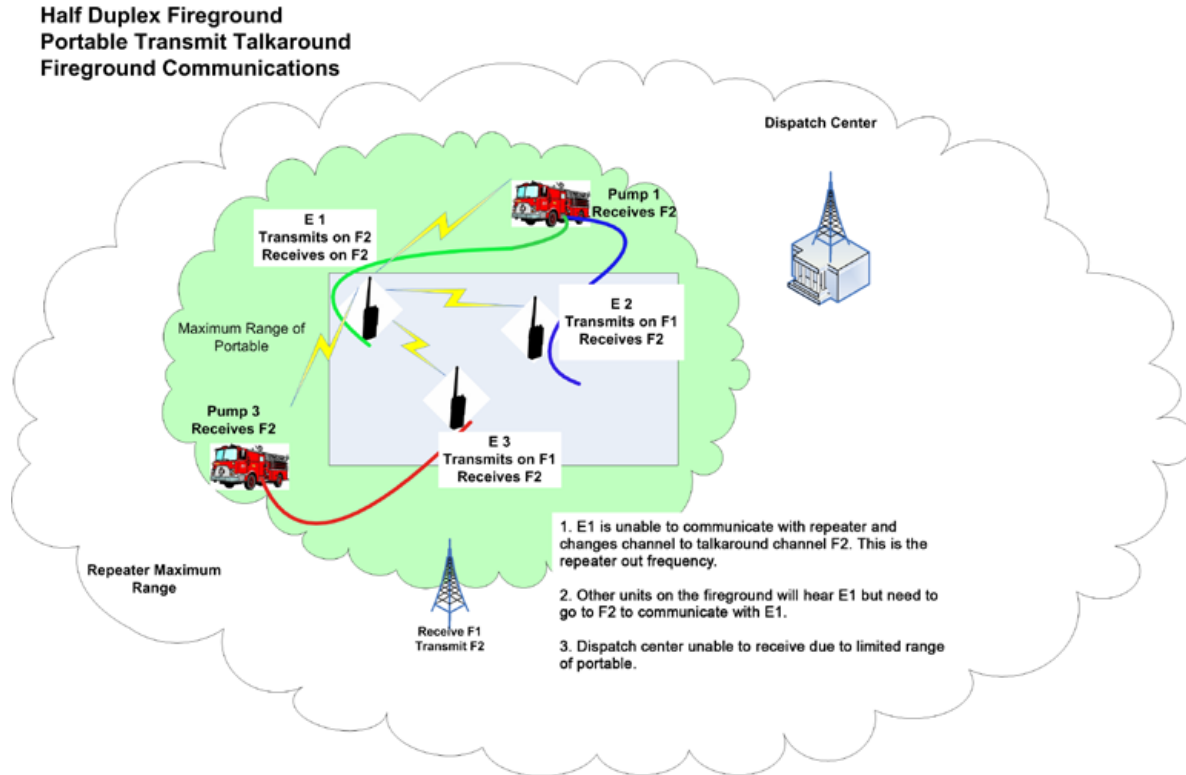 Half Duplex Fireground
Portable Transmit Talkaround
Fireground Communications
Dispatch Center
Pump 1
Receives F2
E 1
Transmits on F2
Receives on F2
E 2
Transmits on F1
Receives F2
Maximum Range of
Portable
Pump 3
Receives F2
E 3
Transmits on F1
Receives F2
1. E1 is unable to communicate with repeater and
changes channel to talkaround channel F2. This is the
repeater out frequency.
2. Other units on the fireground will hear E1 but need to
go to F2 to communicate with E1.
3. Dispatch center unable to receive due to limited range
of portable.
Repeater Maximum
Range
Receive F1
Transmit F2